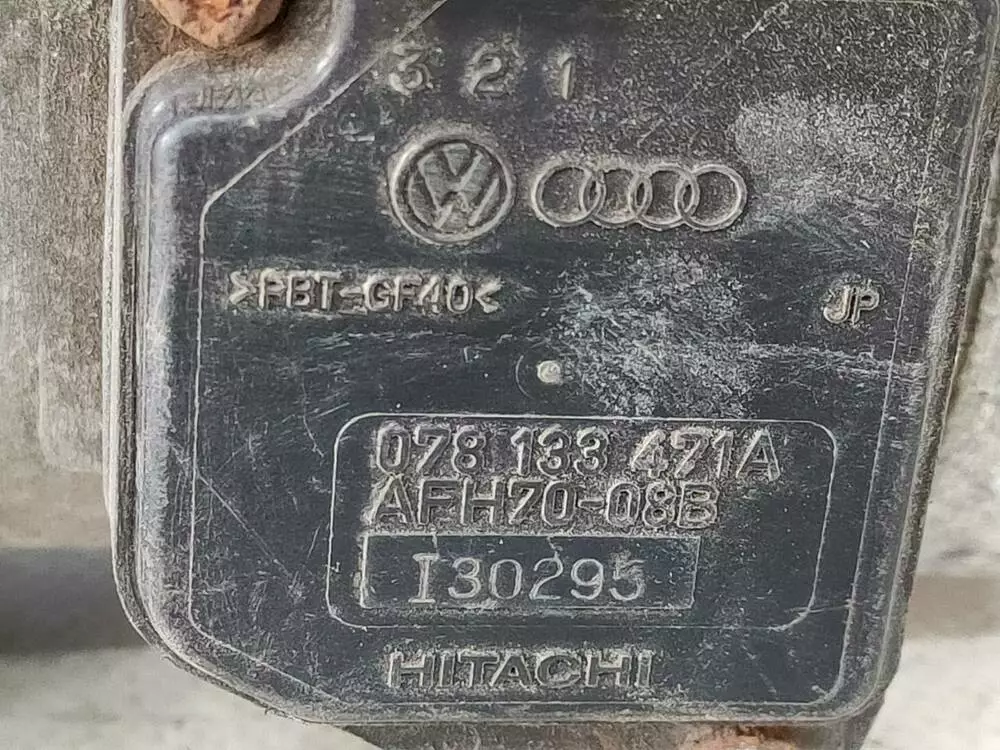 3 2 1
>PBT-GF40<
JP
078 133 471A
AFH70-08B
I30295
HITACHI